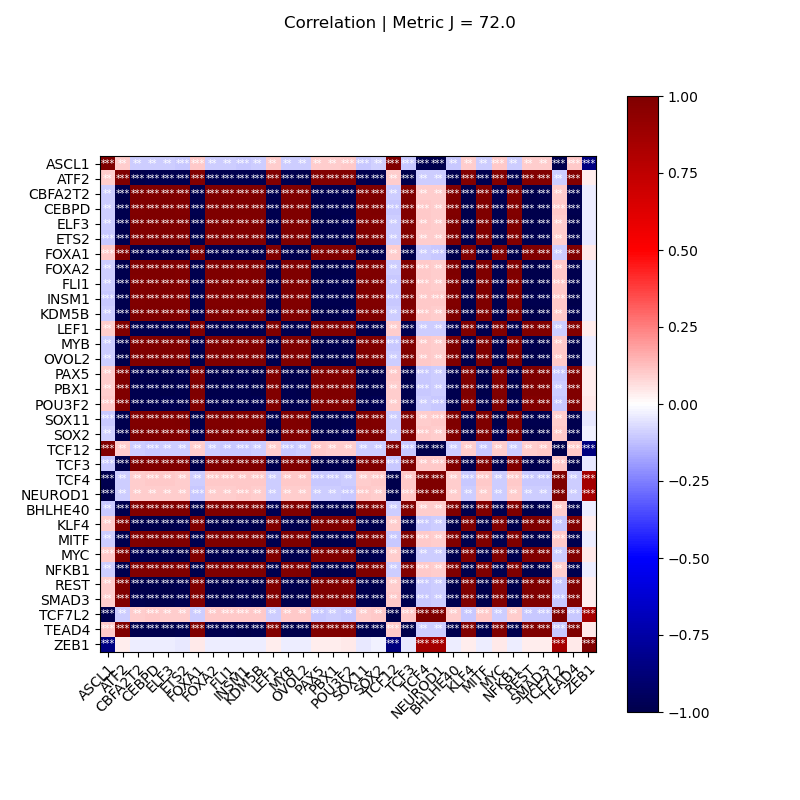 Correlation | Metric J = 72.0
ASCL1
ATF2
CBFA2T2
CEBPD
ELF3
ETS2
FOXA1
FOXA2
FLI1
INSM1
KDM5B
LEF1
MYB
OVOL2
PAX5
PBX1
POU3F2
SOX11
SOX2
TCF12
TCF3
TCF4
NEUROD1
BHLHE40
KLF4
MITF
MYC
NFKB1
REST
SMAD3
TCF7L2
TEAD4
ZEB1
ASCL1
ATF2
CBFA2T2
CEBPD
ELF3
ETS2
FOXA1
FOXA2
FLI1
INSM1
KDM5B
LEF1
MYB
OVOL2
PAX5
PBX1
POU3F2
SOX11
SOX2
TCF12
TCF3
TCF4
NEUROD1
BHLHE40
KLF4
MITF
MYC
NFKB1
REST
SMAD3
TCF7L2
TEAD4
ZEB1
1.00
0.75
0.50
0.25
0.00
−0.25
−0.50
−0.75
−1.00